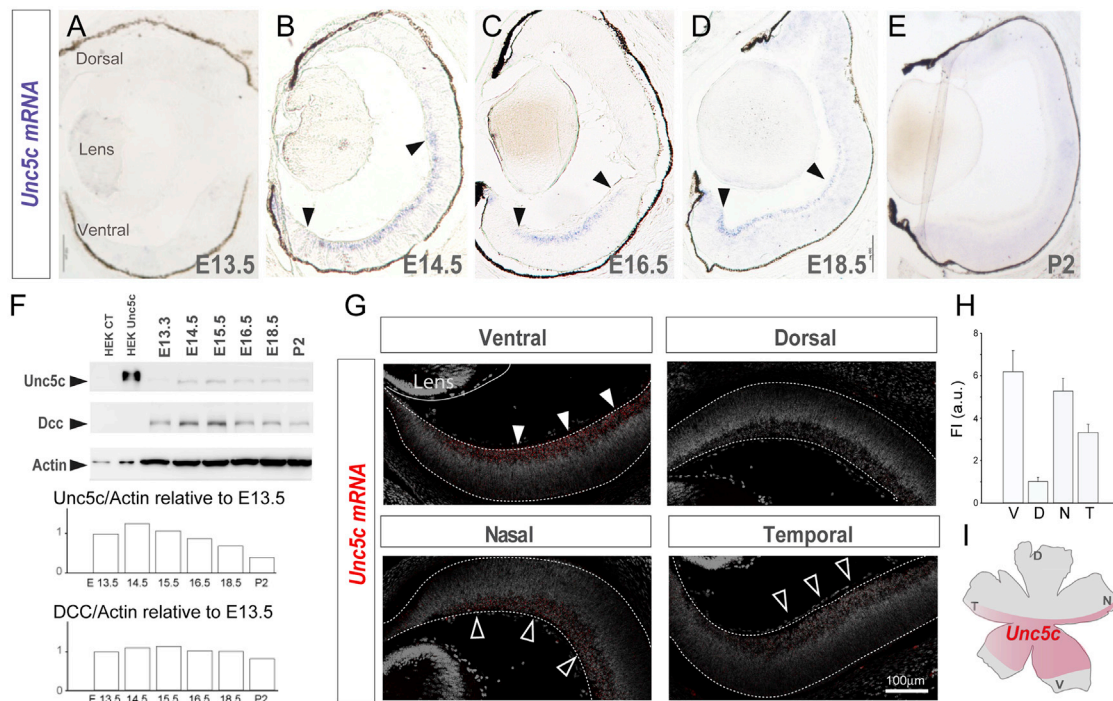 A
B
C
D
E
Unc5c mRNA
Dorsal
Lens
Ventral
E13.5
E14.5
E16.5
E18.5
P2
F
HEK CT
HEK Unc5c
E13.3
E14.5
E15.5
E16.5
E18.5
P2
Unc5c
Dcc
Actin
Unc5c/Actin relative to E13.5
1
0
E 13.5 14.5 15.5 16.5 18.5 P2
DCC/Actin relative to E13.5
1
0
E 13.5 14.5 15.5 16.5 18.5 P2
G
Unc5c mRNA
Ventral
Dorsal
Lens
Nasal
Temporal
100µm
H
FI (a.u.)
8
6
4
2
0
V D N T
I
D
T
N
Unc5c
V